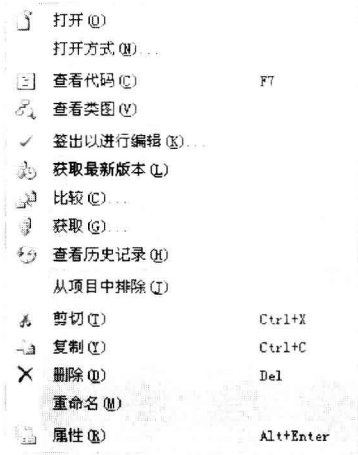 打开(O)
打开方式(N)...
查看代码(C) F7
查看类图(V)
签出以进行编辑(K)...
获取最新版本(L)
比较(C)...
获取(G)...
查看历史记录(H)
从项目中排除(J)
剪切(T) Ctrl+X
复制(Y) Ctrl+C
删除(D) Del
重命名(M)
属性(R) Alt+Enter